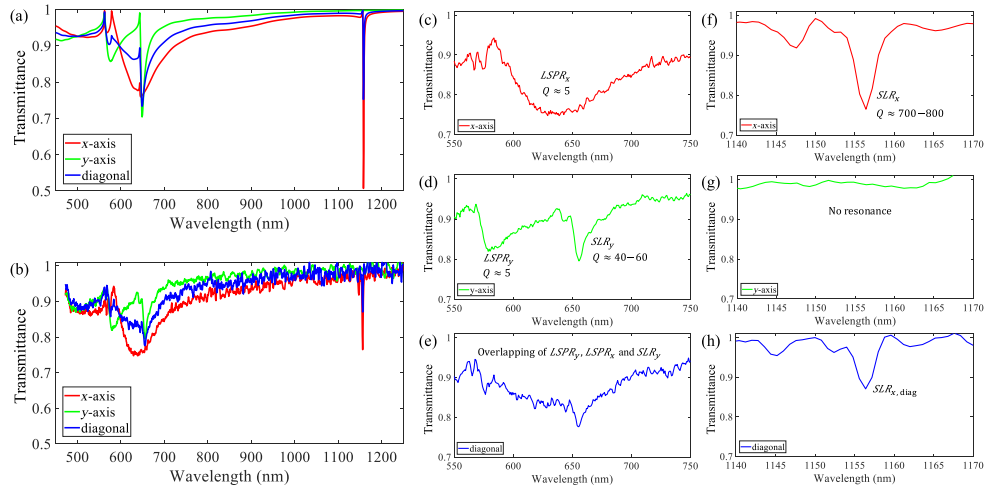 (a)
Transmittance
1
0.9
0.8
0.7
0.6
0.5
x-axis
y-axis
diagonal
500 600 700 800 900 1000 1100 1200
Wavelength (nm)
(b)
Transmittance
1
0.9
0.8
0.7
0.6
0.5
x-axis
y-axis
diagonal
500 600 700 800 900 1000 1100 1200
Wavelength (nm)
(c)
Transmittance
1
0.9
0.8
0.7
LSPRx
Q ≈ 5
x-axis
550 600 650 700 750
Wavelength (nm)
(d)
Transmittance
1
0.9
0.8
0.7
LSPRy
Q ≈ 5
SLRy
Q ≈ 40−60
y-axis
550 600 650 700 750
Wavelength (nm)
(e)
Transmittance
1
0.9
0.8
0.7
Overlapping of LSPRy, LSPRx and SLRy
diagonal
550 600 650 700 750
Wavelength (nm)
(f)
Transmittance
1
0.9
0.8
0.7
SLRx
Q ≈ 700−800
x-axis
1140 1145 1150 1155 1160 1165 1170
Wavelength (nm)
(g)
Transmittance
1
0.9
0.8
0.7
No resonance
y-axis
1140 1145 1150 1155 1160 1165 1170
Wavelength (nm)
(h)
Transmittance
1
0.9
0.8
0.7
SLRx, diag
diagonal
1140 1145 1150 1155 1160 1165 1170
Wavelength (nm)